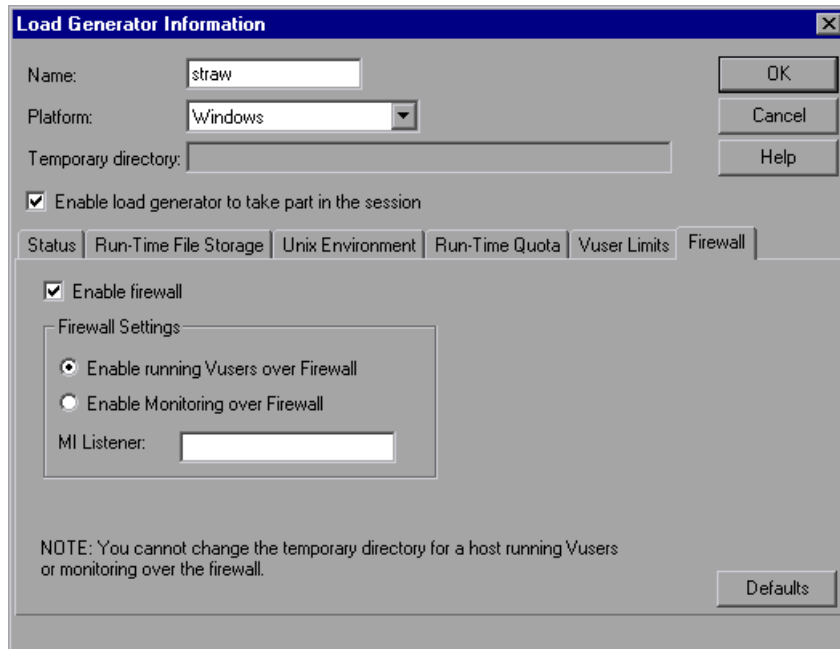 Load Generator Information
Name:
straw
OK
Platform:
Windows
Cancel
Temporary directory:
Help
Enable load generator to take part in the session
Status
Run-Time File Storage
Unix Environment
Run-Time Quota
Vuser Limits
Firewall
Enable firewall
Firewall Settings
Enable running Vusers over Firewall
Enable Monitoring over Firewall
MI Listener:
NOTE: You cannot change the temporary directory for a host running Vusers
or monitoring over the firewall.
Defaults